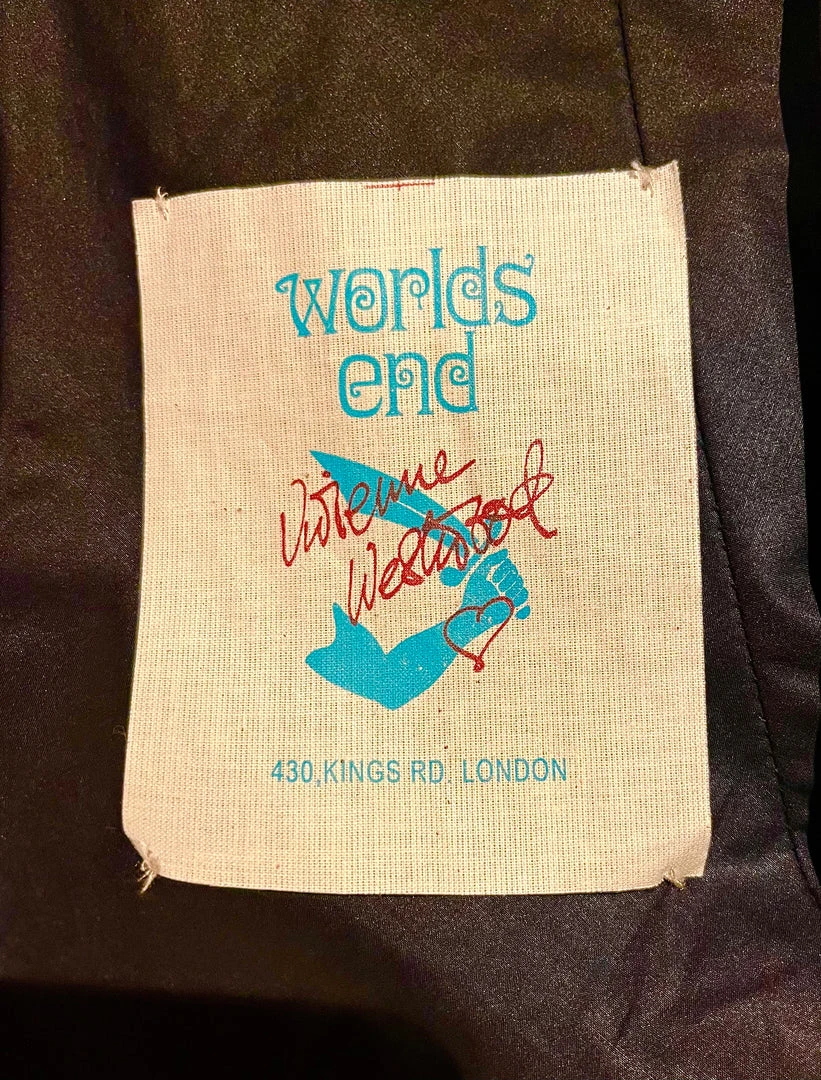 worlds
end
Vivienne
Westwood
430,KINGS RD. LONDON